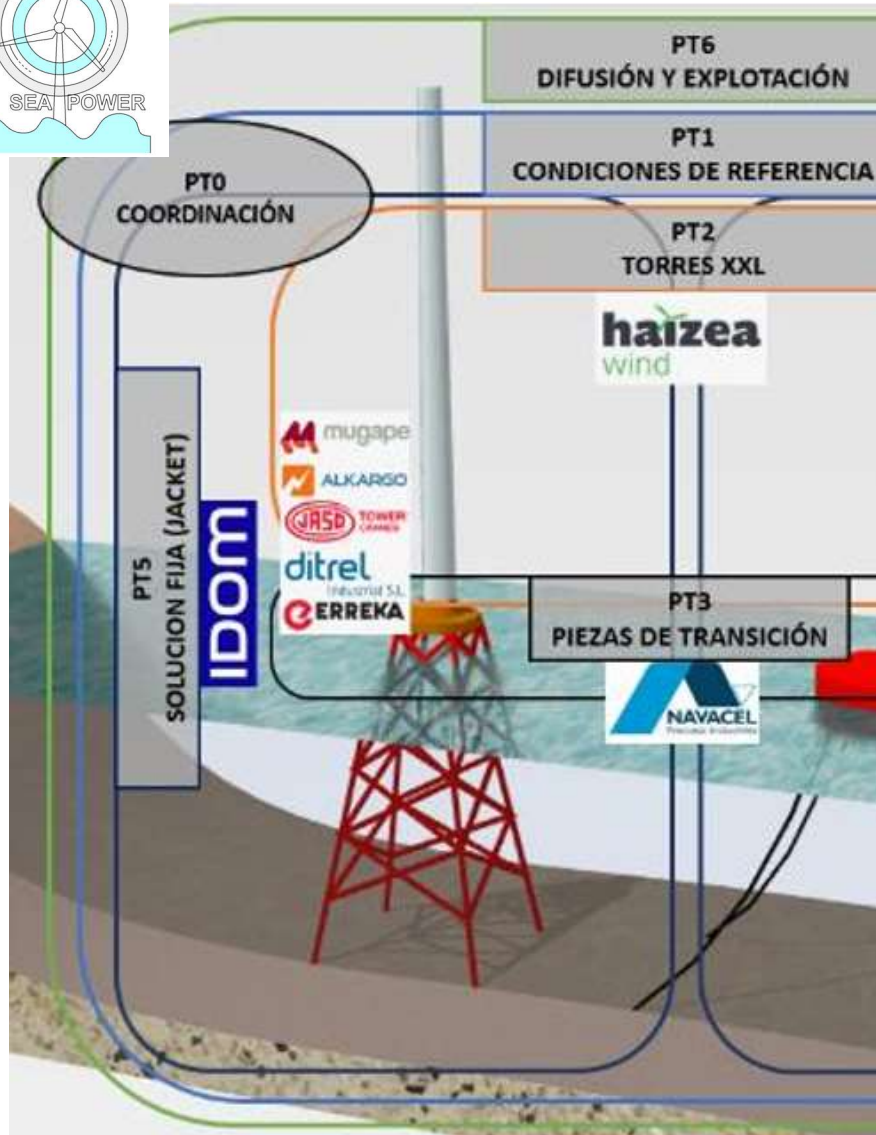 SEA POWER
PT6
DIFUSIÓN Y EXPLOTACIÓN
PT1
CONDICIONES DE REFERENCIA
PT0
COORDINACIÓN
PT2
TORRES XXL
haizea
wind
mugape
ALKARGO
JASO TOWER
CRANES
ditrel
Industrial S.L.
ERREKA
PT5
SOLUCION FIJA (JACKET)
IDOM
PT3
PIEZAS DE TRANSICIÓN
NAVACEL